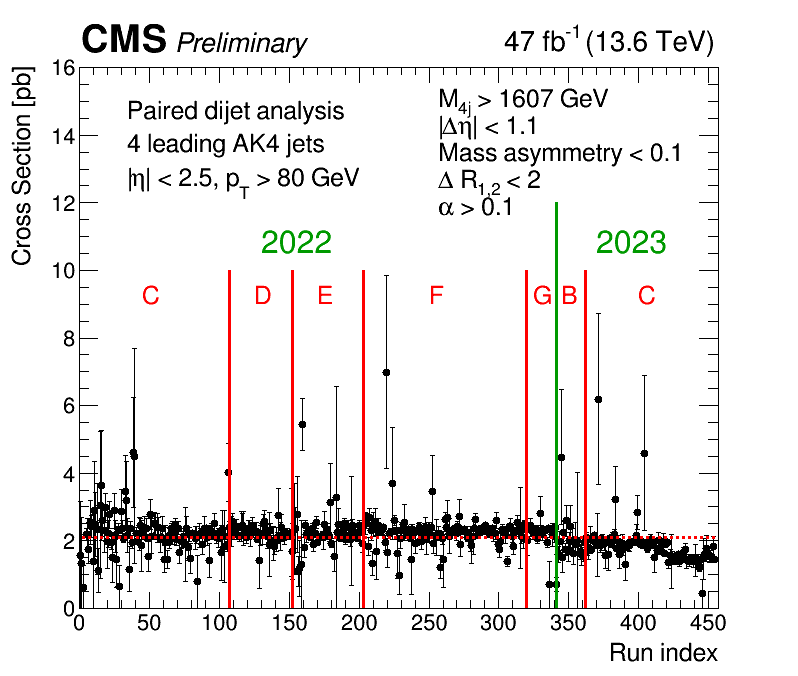 CMS Preliminary 47 fb⁻¹ (13.6 TeV)
Cross Section [pb]
16
14
12
10
8
6
4
2
0
Paired dijet analysis
4 leading AK4 jets
|η| < 2.5, p_T > 80 GeV
M_4j > 1607 GeV
|Δη| < 1.1
Mass asymmetry < 0.1
Δ R_1,2 < 2
α > 0.1
2022 2023
C D E F G B C
0 50 100 150 200 250 300 350 400 450
Run index